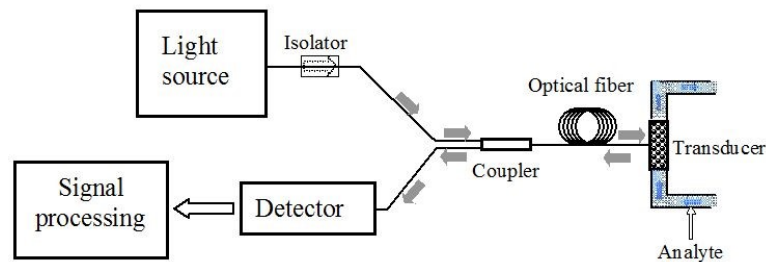 Light
source
Isolator
Optical fiber
Transducer
Coupler
Signal
processing
Detector
Analyte